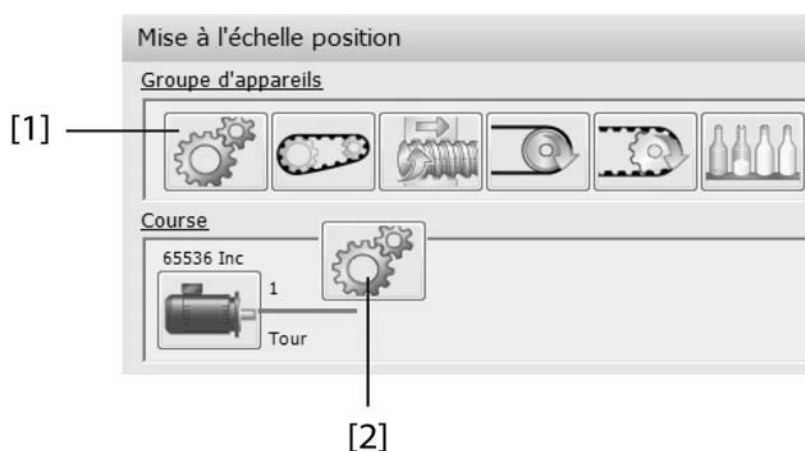 Mise à l'échelle position
Groupe d'appareils
[1]
Course
65536 Inc
1
Tour
[2]